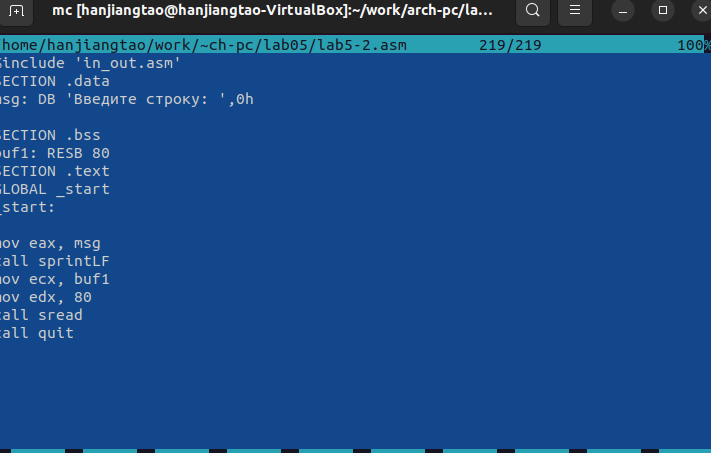 mc [hanjiangtao@hanjiangtao-VirtualBox]:~/work/arch-pc/la...
/home/hanjiangtao/work/~ch-pc/lab05/lab5-2.asm 219/219 100%
%include 'in_out.asm'
SECTION .data
msg: DB 'Введите строку: ',0h
SECTION .bss
buf1: RESB 80
SECTION .text
GLOBAL _start
_start:
mov eax, msg
call sprintLF
mov ecx, buf1
mov edx, 80
call sread
call quit